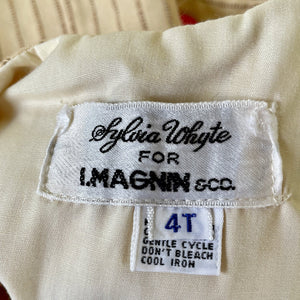 Sylvia Whyte
FOR
I.MAGNIN &CO.
4T
GENTLE CYCLE
DON'T BLEACH
COOL IRON